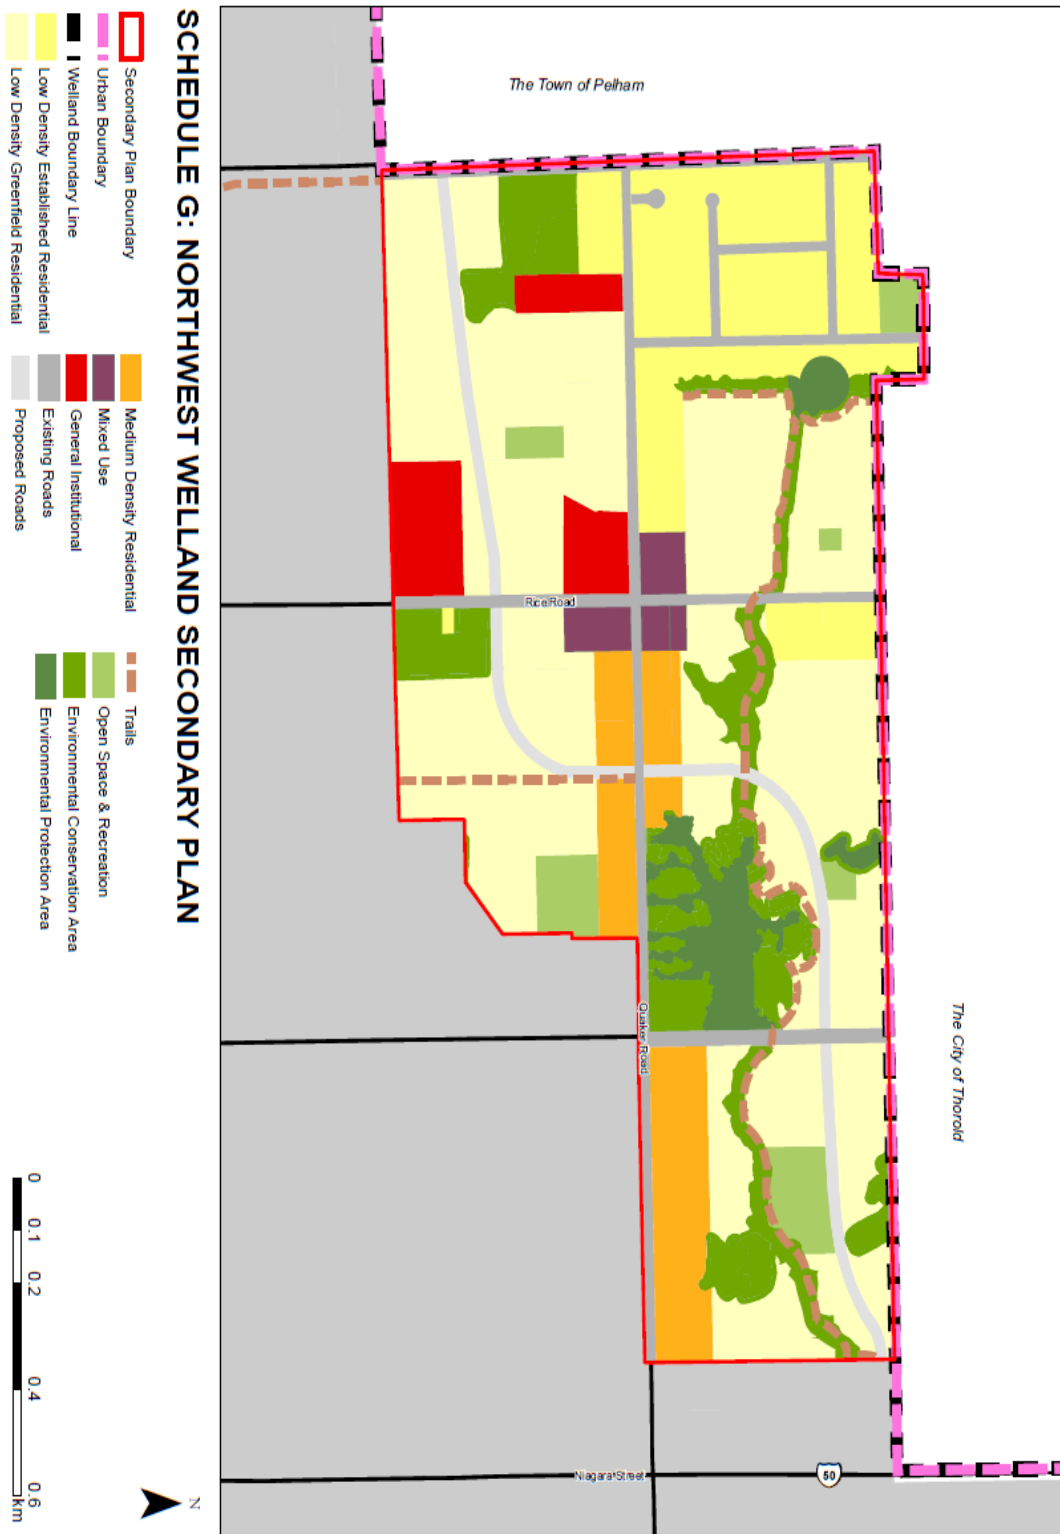 SCHEDULE G: NORTHWEST WELLAND SECONDARY PLAN
The Town of Pelham
The City of Thorold
Rice Road
Quaker Road
Niagara Street
50
Secondary Plan Boundary
Urban Boundary
Welland Boundary Line
Low Density Established Residential
Low Density Greenfield Residential
Medium Density Residential
Mixed Use
General Institutional
Existing Roads
Proposed Roads
Trails
Open Space & Recreation
Environmental Conservation Area
Environmental Protection Area
0 0.1 0.2 0.4 0.6
km
N